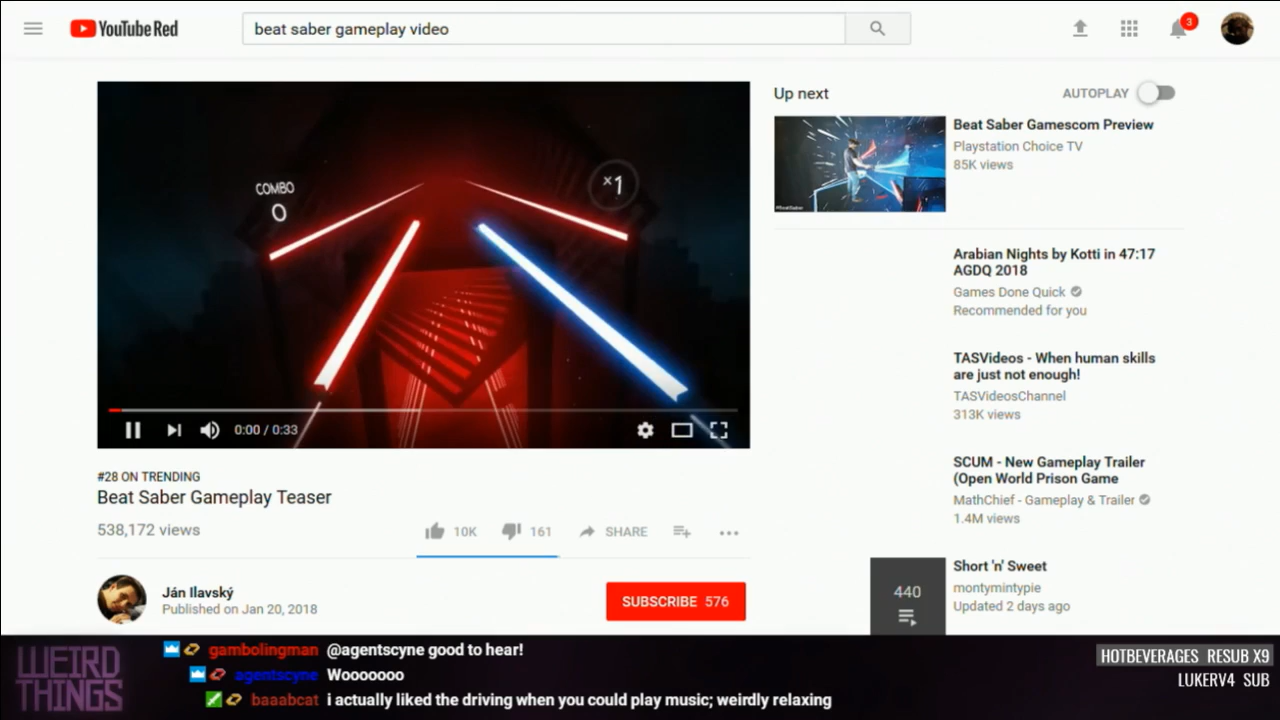 YouTube Red
beat saber gameplay video
3
COMBO
0
×1
0:00 / 0:33
#28 ON TRENDING
Beat Saber Gameplay Teaser
538,172 views
10K
161
SHARE
Ján Ilavský
Published on Jan 20, 2018
SUBSCRIBE 576
Up next
AUTOPLAY
Beat Saber Gamescom Preview
Playstation Choice TV
85K views
Arabian Nights by Kotti in 47:17
AGDQ 2018
Games Done Quick
Recommended for you
TASVideos - When human skills
are just not enough!
TASVideosChannel
313K views
SCUM - New Gameplay Trailer
(Open World Prison Game
MathChief - Gameplay & Trailer
1.4M views
440
Short 'n' Sweet
montymintypie
Updated 2 days ago
WEIRD
THINGS
gambolingman @agentscyne good to hear!
agentscyne Wooooooo
baaabcat i actually liked the driving when you could play music; weirdly relaxing
HOTBEVERAGES RESUB X9
LUKERV4 SUB